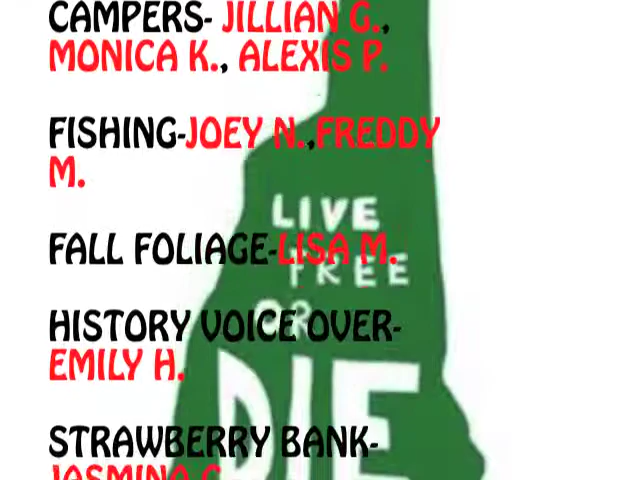 CAMPERS- JILLIAN G.,
MONICA K., ALEXIS P.
FISHING-JOEY N.,FREDDY
M.
LIVE
FALL FOLIAGE-LISA M.
FREE
OR
HISTORY VOICE OVER-
EMILY H.
DIE
STRAWBERRY BANK-